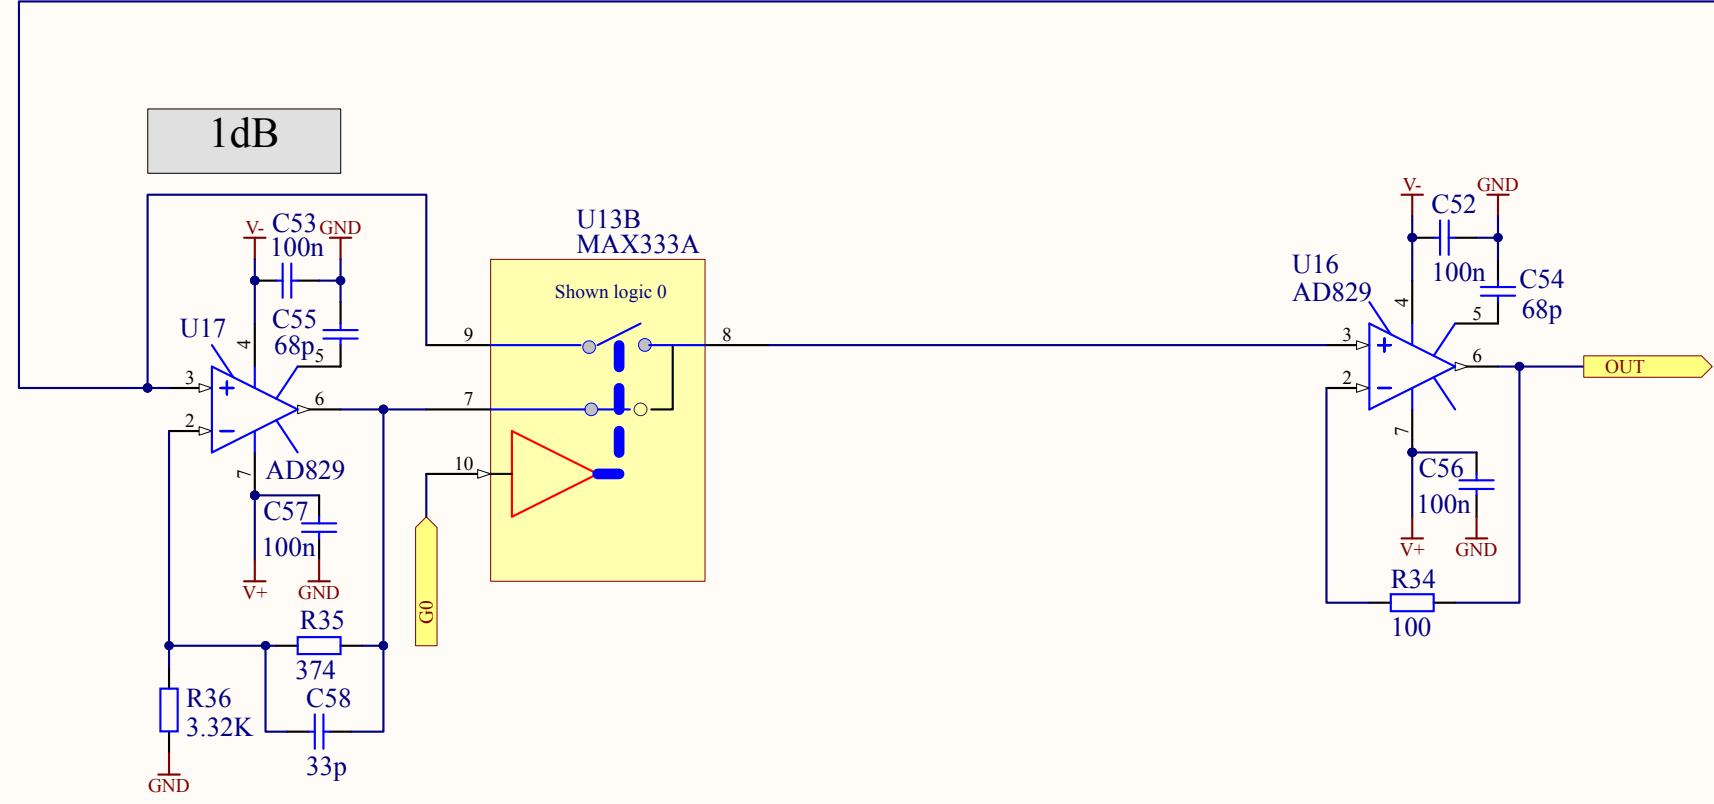 1dB
V-
C53
100n
GND
U17
4
C55
68p
5
3
2
6
7
AD829
C57
100n
V+
GND
R35
374
C58
33p
R36
3.32K
GND
U13B
MAX333A
Shown logic 0
9
8
7
10
G0
V-
C52
100n
GND
U16
AD829
4
C54
68p
5
3
2
6
OUT
7
C56
100n
V+
GND
R34
100